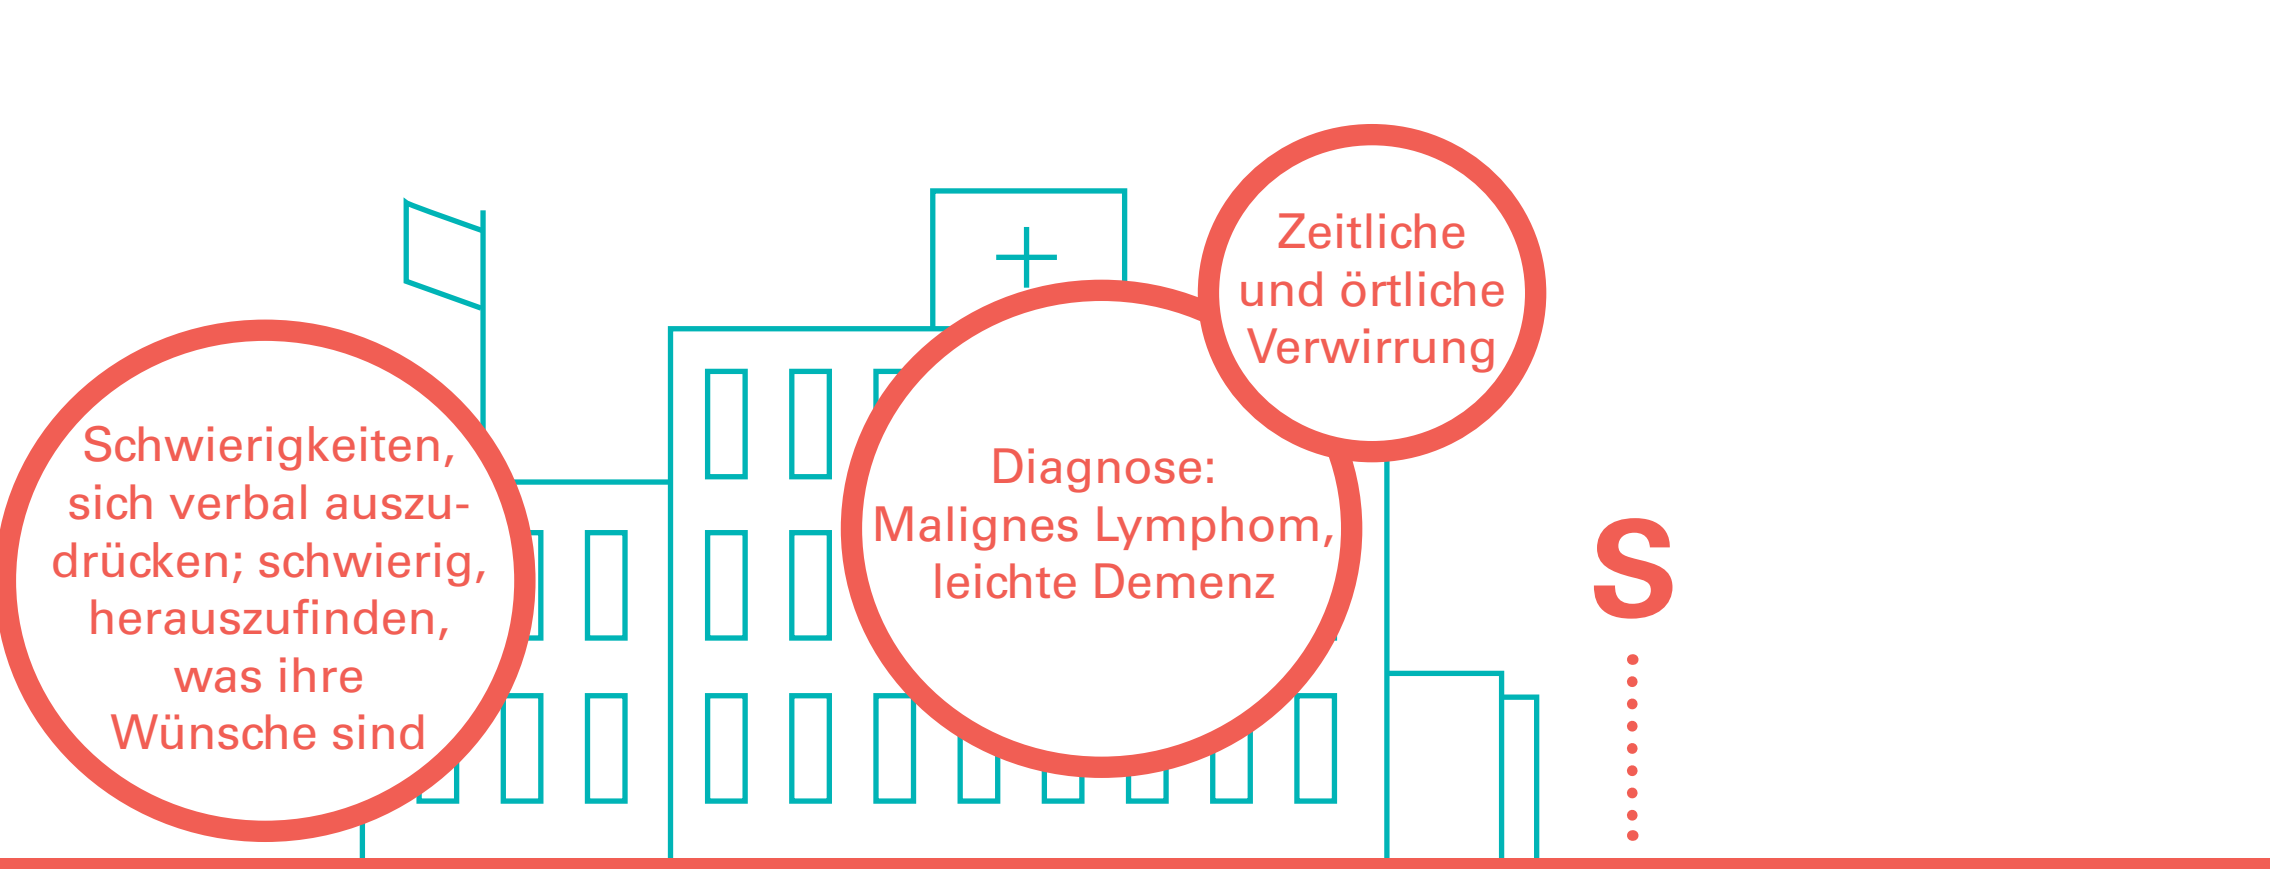 Schwierigkeiten,
sich verbal auszu-
drücken; schwierig,
herauszufinden,
was ihre
Wünsche sind
Diagnose:
Malignes Lymphom,
leichte Demenz
Zeitliche
und örtliche
Verwirrung
S